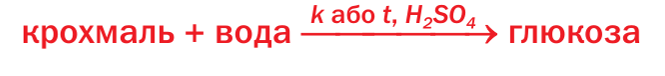 крохмаль + вода k або t, H₂SO₄ → глюкоза